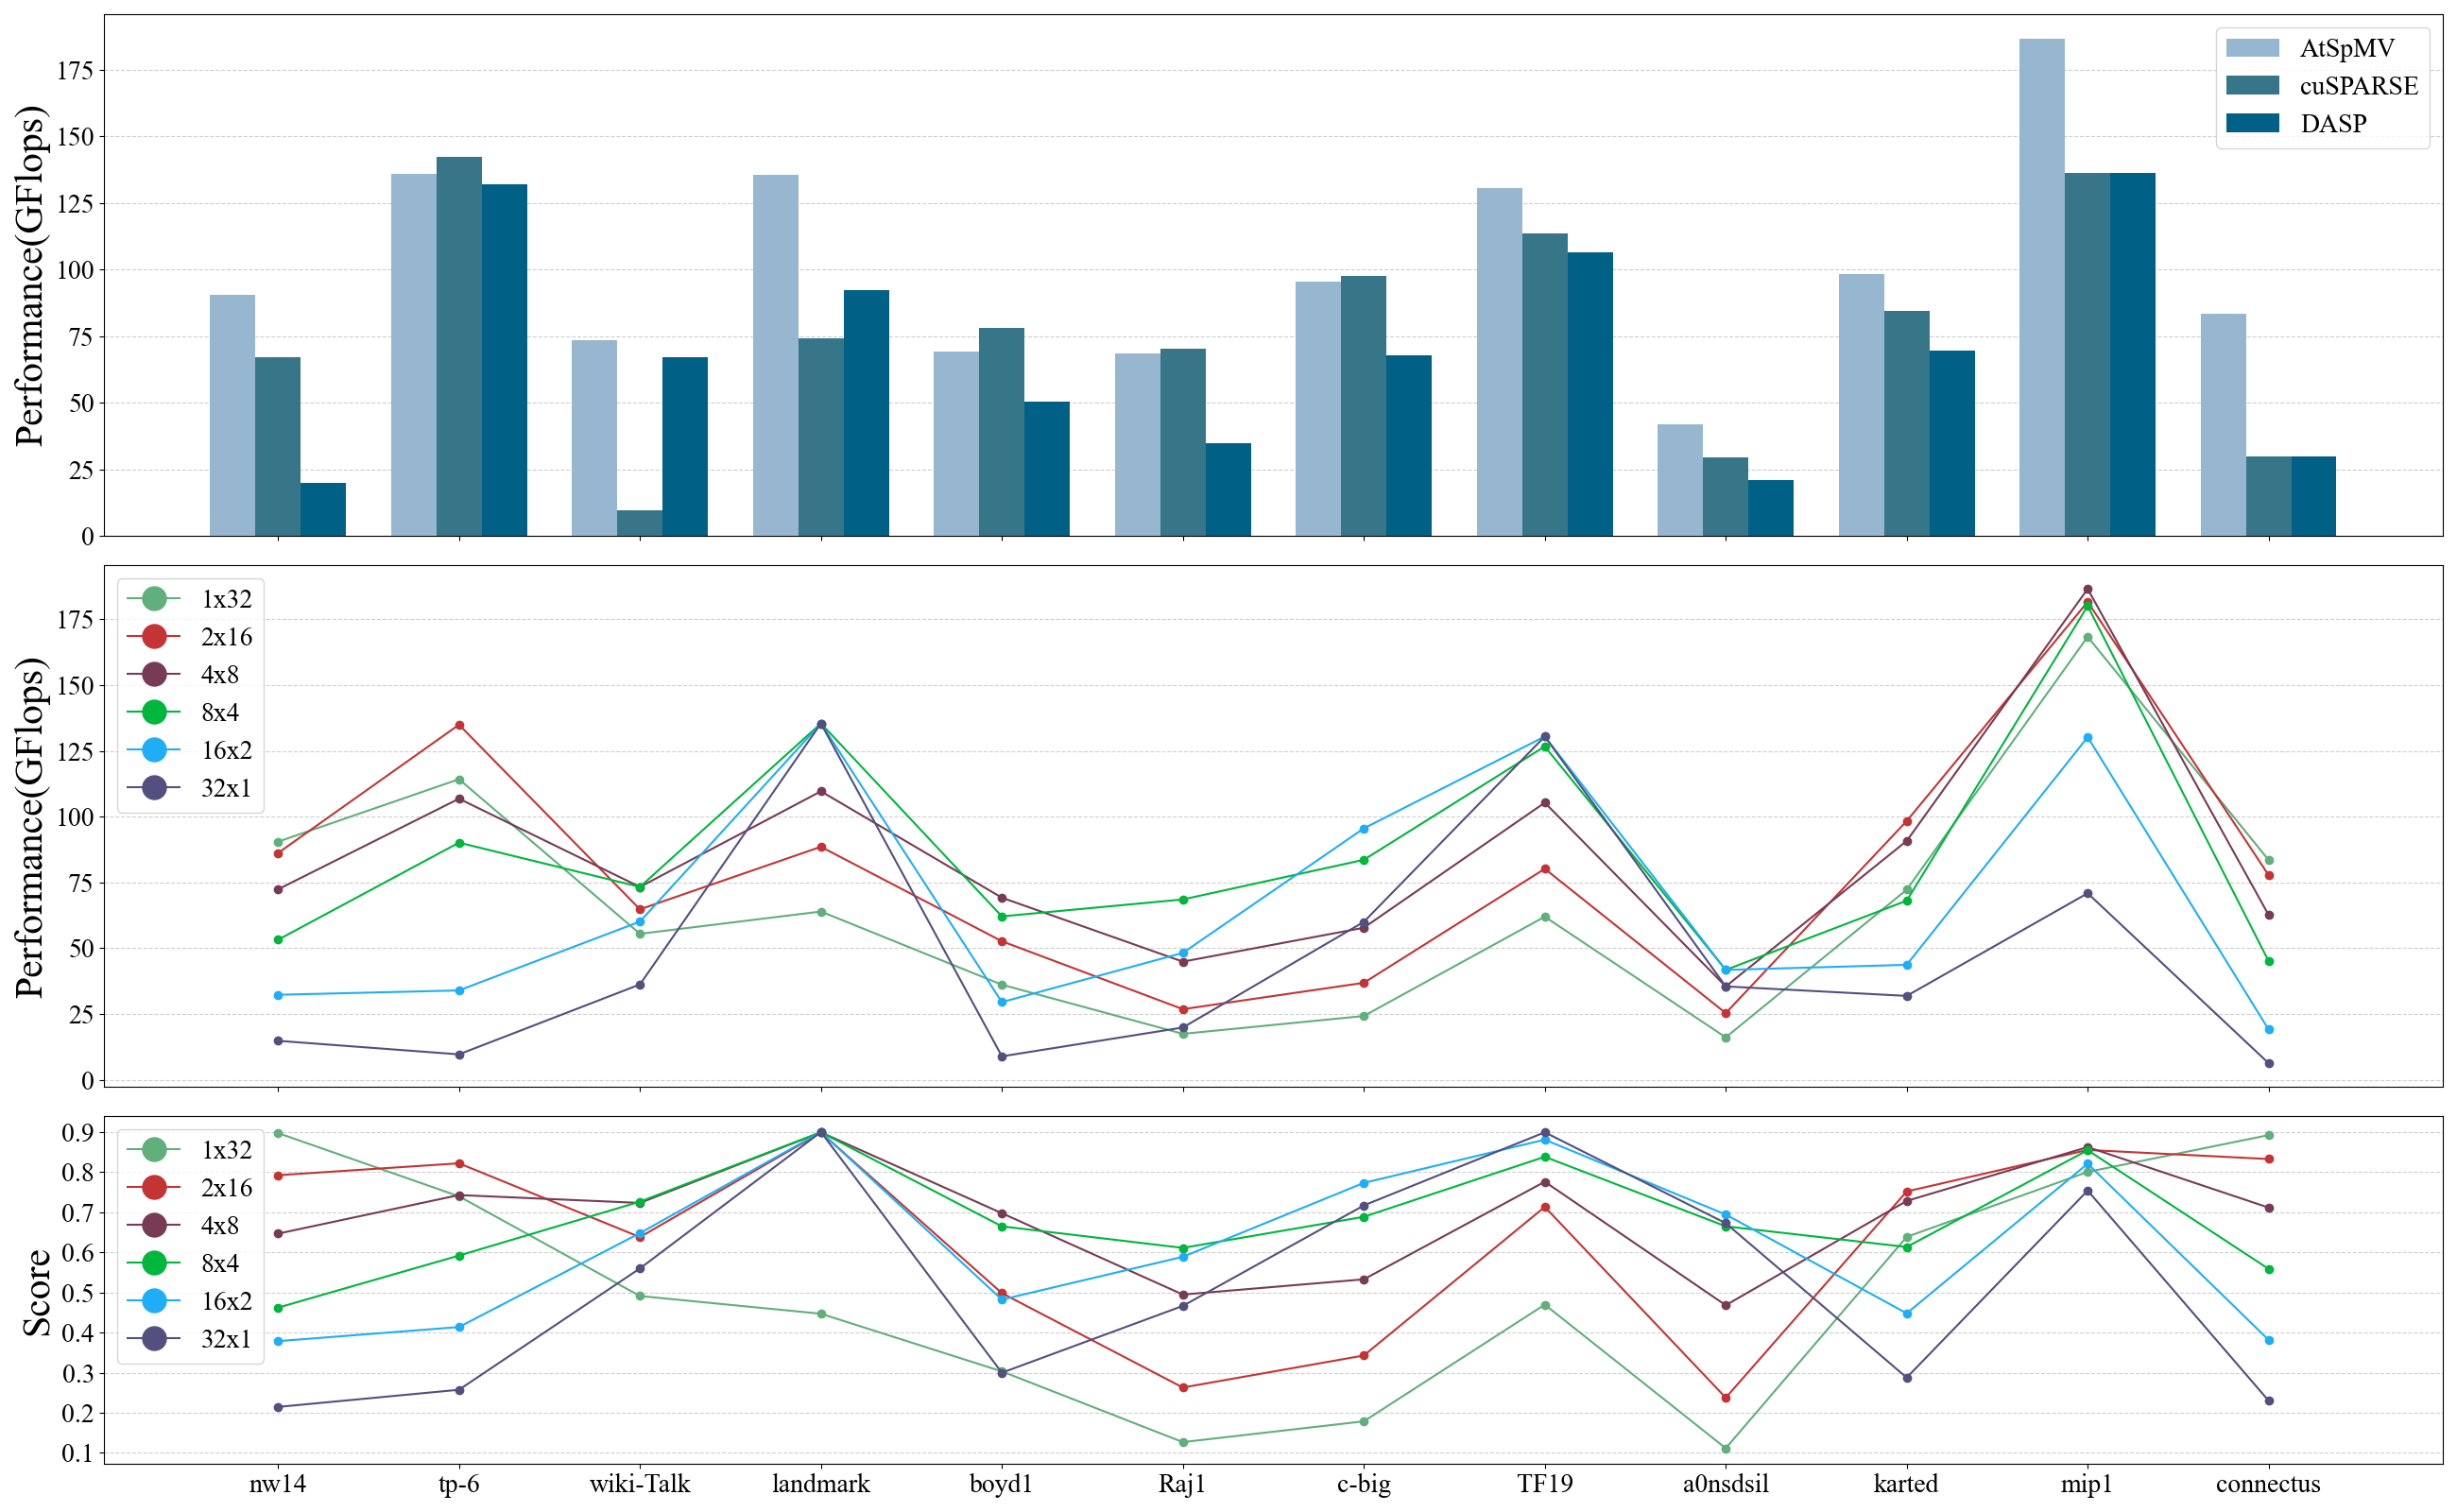 Performance(GFlops)
175
150
125
100
75
50
25
0
AtSpMV
cuSPARSE
DASP
Performance(GFlops)
175
150
125
100
75
50
25
0
1x32
2x16
4x8
8x4
16x2
32x1
Score
0.9
0.8
0.7
0.6
0.5
0.4
0.3
0.2
0.1
1x32
2x16
4x8
8x4
16x2
32x1
nw14 tp-6 wiki-Talk landmark boyd1 Raj1 c-big TF19 a0nsdsil karted mip1 connectus